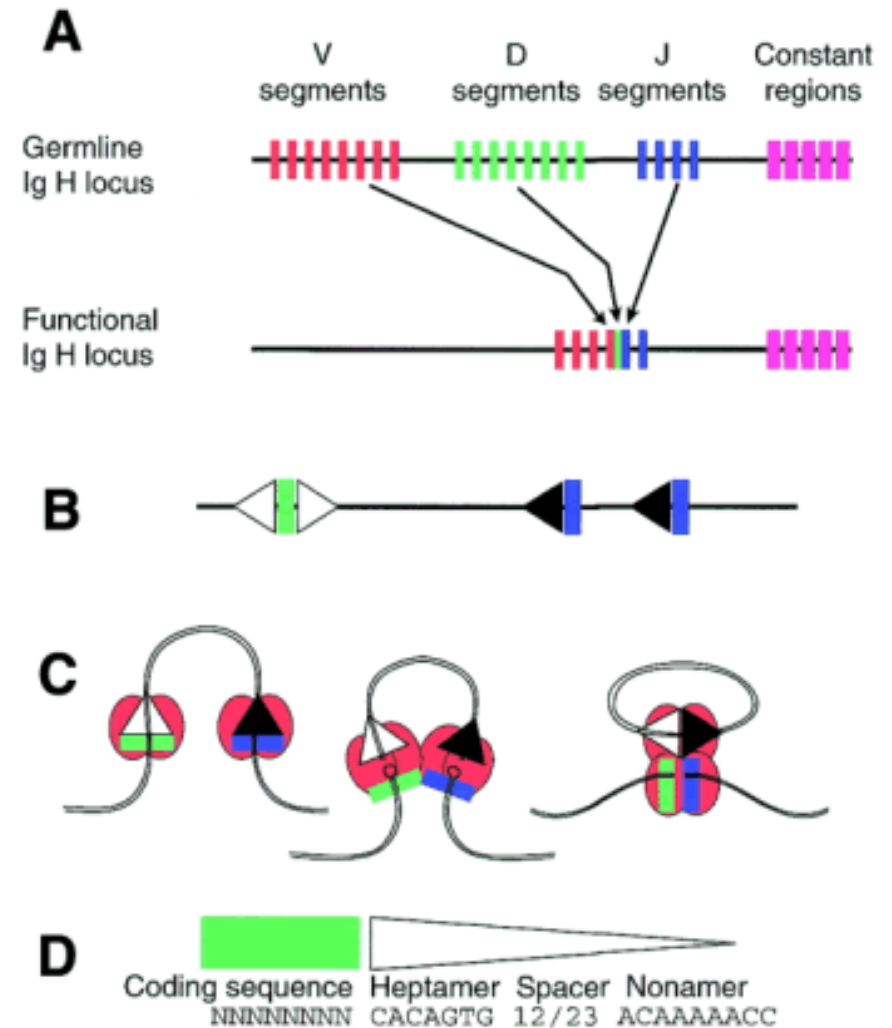 A
V D J Constant
segments segments segments regions
Germline
Ig H locus
Functional
Ig H locus
B
C
D
Coding sequence Heptamer Spacer Nonamer
NNNNNNNNN CACAGTG 12/23 ACAAAAACC